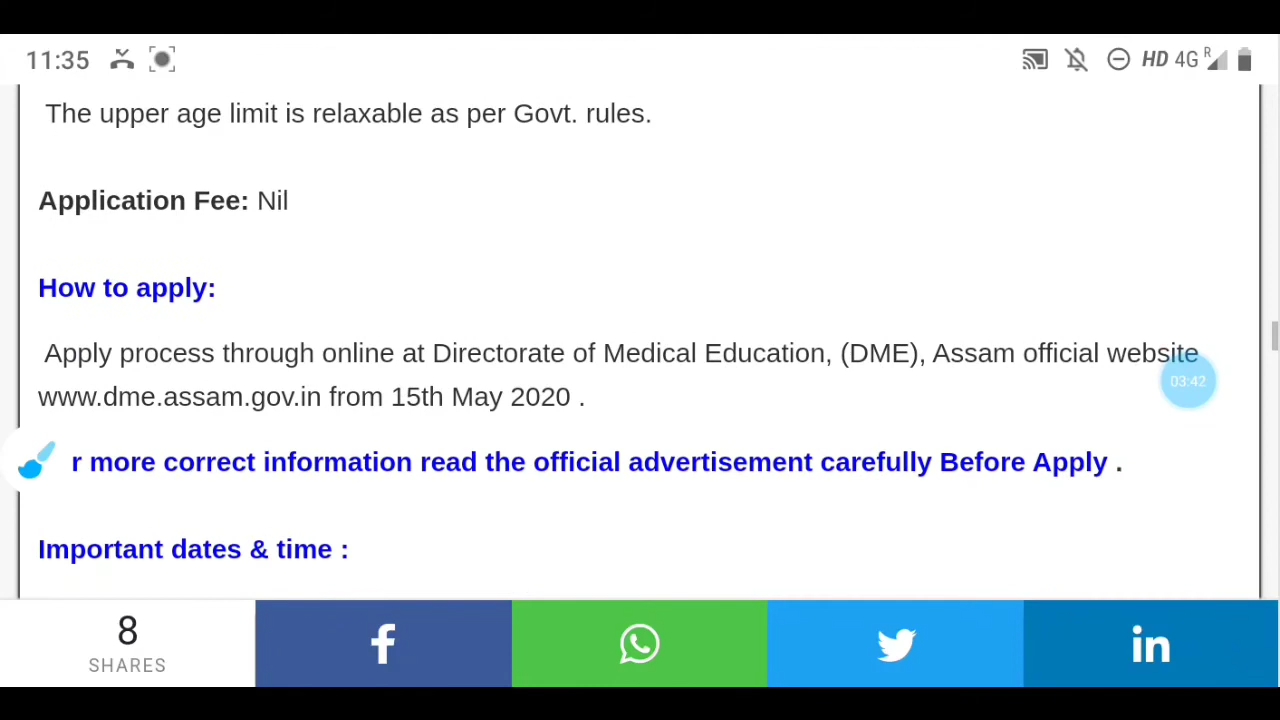 11:35
HD 4G R
The upper age limit is relaxable as per Govt. rules.
Application Fee: Nil
How to apply:
Apply process through online at Directorate of Medical Education, (DME), Assam official website
www.dme.assam.gov.in from 15th May 2020 .
03:42
r more correct information read the official advertisement carefully Before Apply .
Important dates & time :
8
SHARES